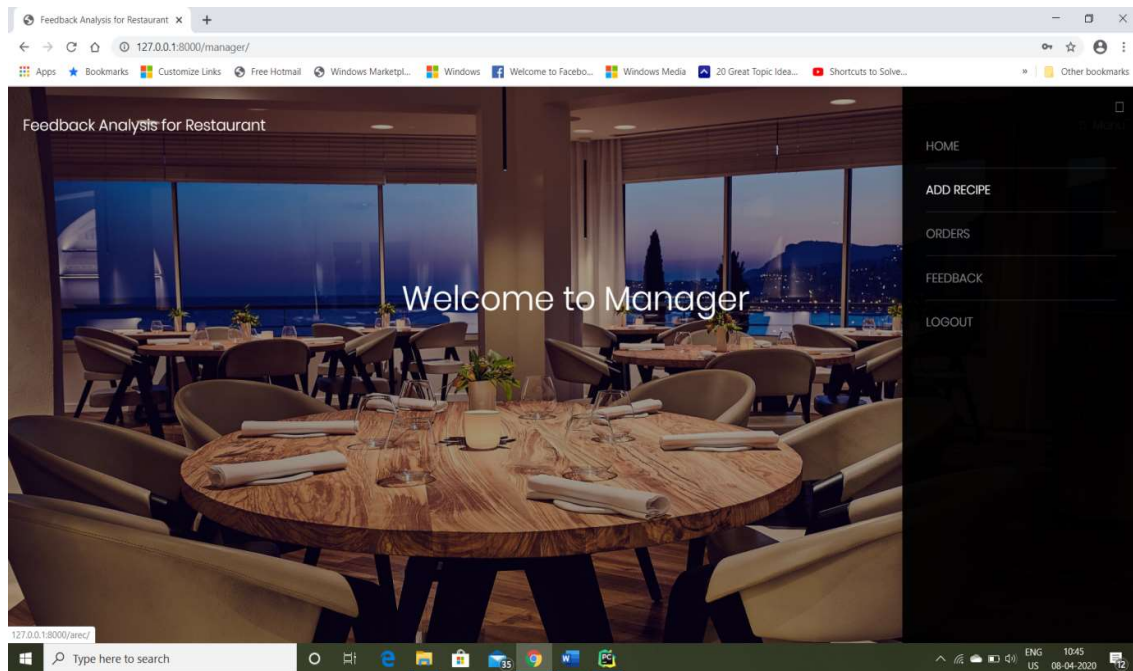 Feedback Analysis for Restaurant
127.0.0.1:8000/manager/
Apps Bookmarks Customize Links Free Hotmail Windows Marketpl... Windows Welcome to Facebo... Windows Media 20 Great Topic Idea... Shortcuts to Solve... » Other bookmarks
Feedback Analysis for Restaurant
HOME
ADD RECIPE
ORDERS
FEEDBACK
LOGOUT
Welcome to Manager
127.0.0.1:8000/arec/
Type here to search
35
ENG
US
10:45
08-04-2020
12